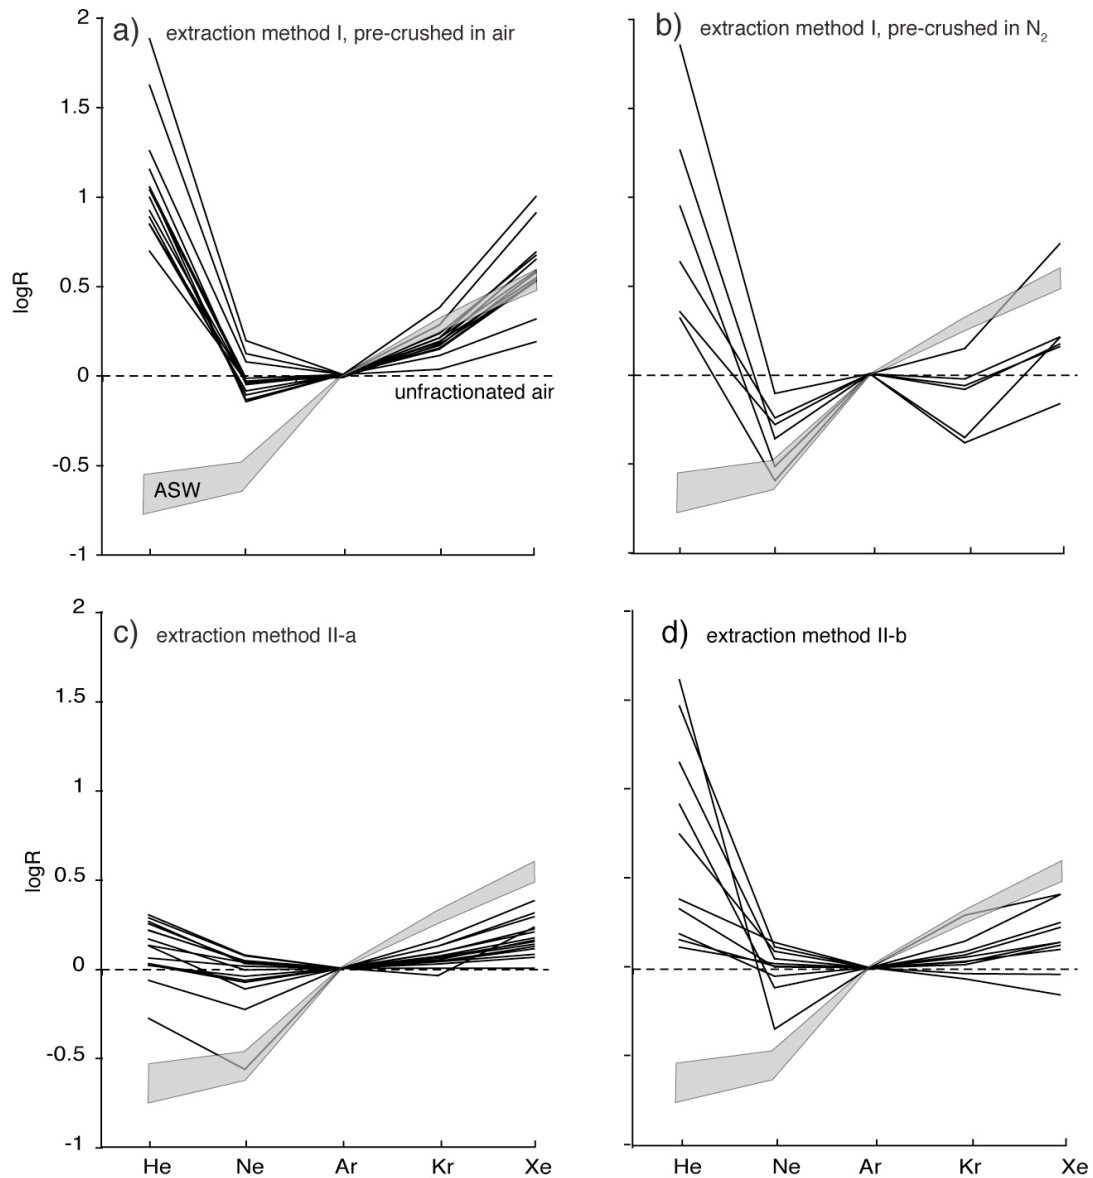 a) extraction method I, pre-crushed in air
b) extraction method I, pre-crushed in N₂
2
1.5
1
0.5
0
-0.5
-1
logR
unfractionated air
ASW
c) extraction method II-a
d) extraction method II-b
2
1.5
1
0.5
0
-0.5
-1
logR
He Ne Ar Kr Xe
He Ne Ar Kr Xe